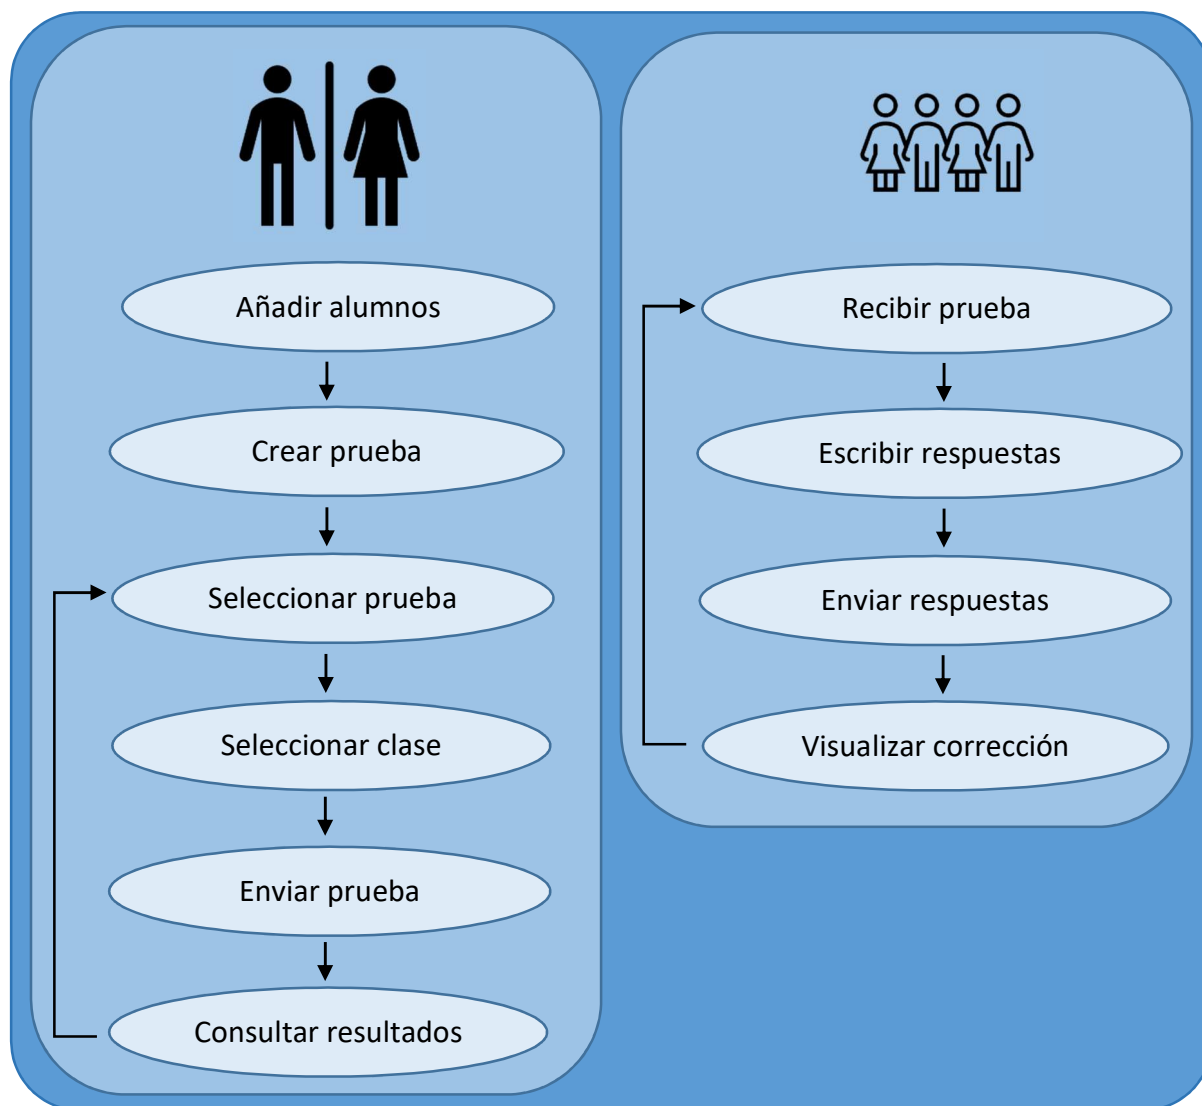 Añadir alumnos
Crear prueba
Seleccionar prueba
Seleccionar clase
Enviar prueba
Consultar resultados
Recibir prueba
Escribir respuestas
Enviar respuestas
Visualizar corrección